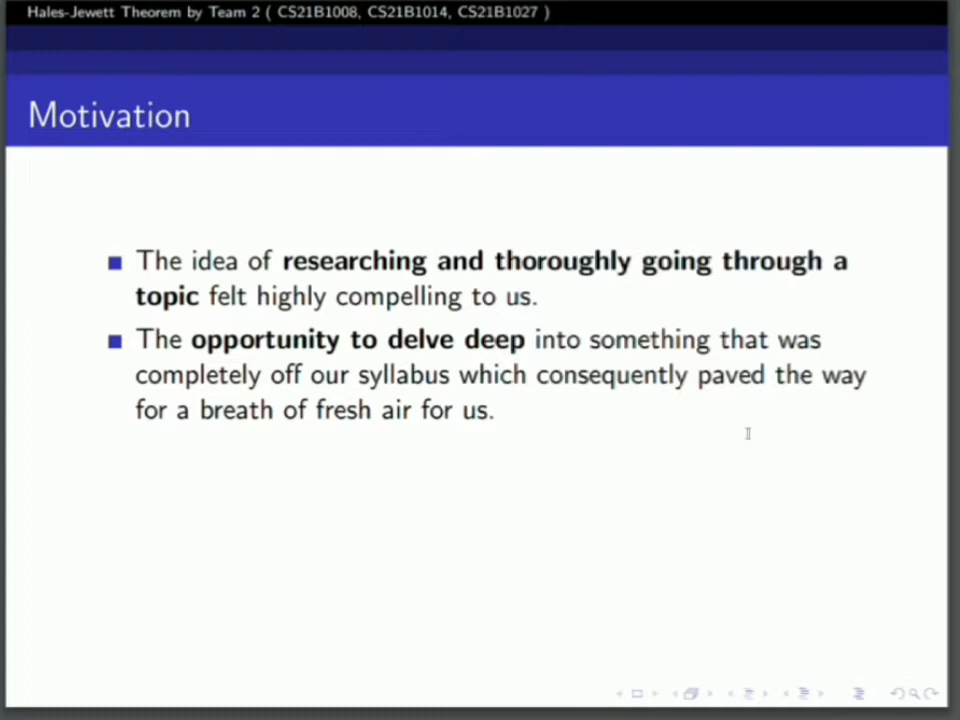 Hales-Jewett Theorem by Team 2 ( CS21B1008, CS21B1014, CS21B1027 )
Motivation
The idea of researching and thoroughly going through a
topic felt highly compelling to us.
The opportunity to delve deep into something that was
completely off our syllabus which consequently paved the way
for a breath of fresh air for us.